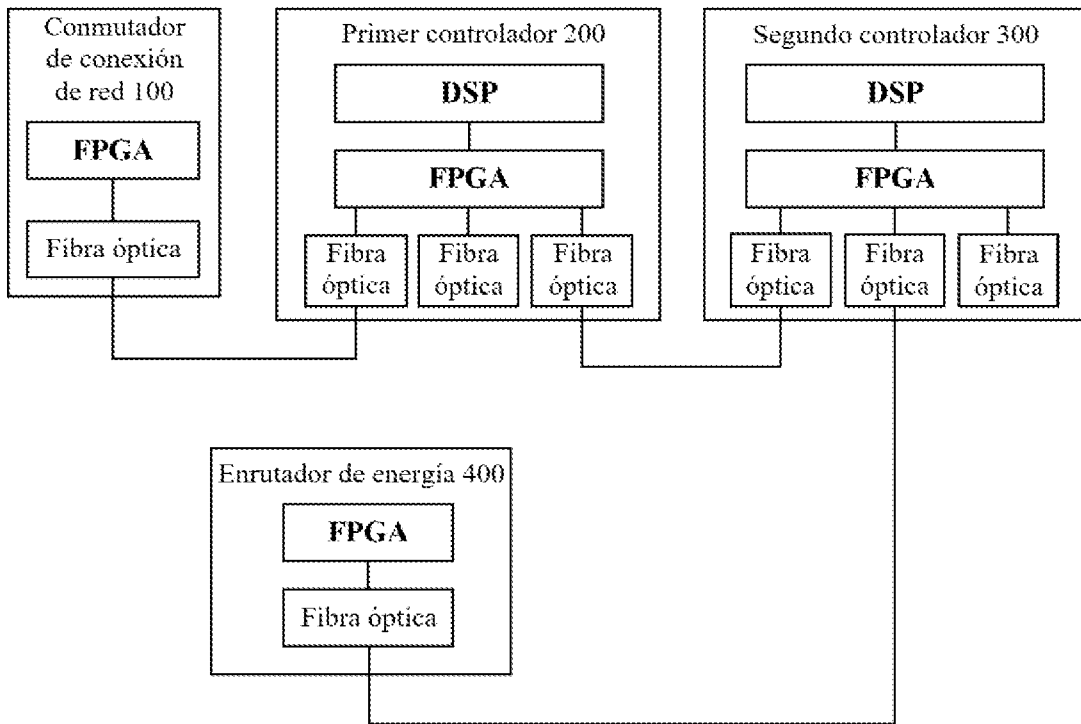 Conmutador
de conexión
de red 100
FPGA
Fibra óptica
Primer controlador 200
DSP
FPGA
Fibra
óptica
Fibra
óptica
Fibra
óptica
Segundo controlador 300
DSP
FPGA
Fibra
óptica
Fibra
óptica
Fibra
óptica
Enrutador de energía 400
FPGA
Fibra óptica